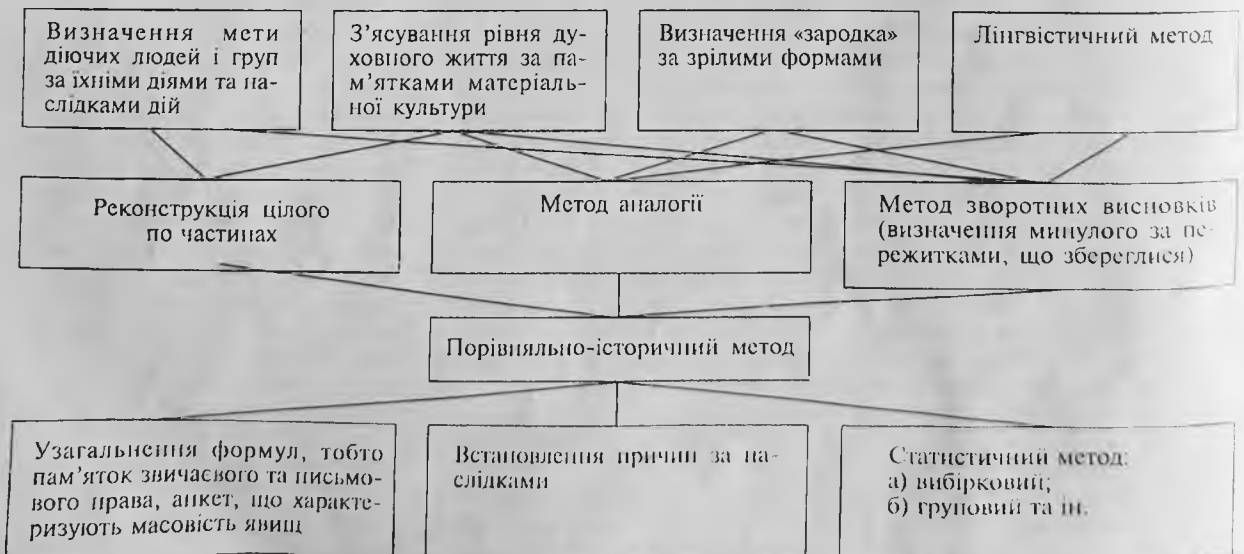 Визначення мети
діючих людей і груп
за їхніми діями та на-
слідками дій
З'ясування рівня ду-
ховного життя за па-
м'ятками матеріаль-
ної культури
Визначення «зародка»
за зрілими формами
Лінгвістичний метод
Реконструкція цілого
по частинах
Метод аналогії
Метод зворотних висновків
(визначення минулого за пе-
режитками, що збереглися)
Порівняльно-історичний метод
Узагальнення формул, тобто
пам'яток звичаєвого та письмо-
вого права, анкет, що характе-
ризують масовість явищ
Встановлення причин за на-
слідками
Статистичний метод:
а) вибірковий;
б) груповий та ін.